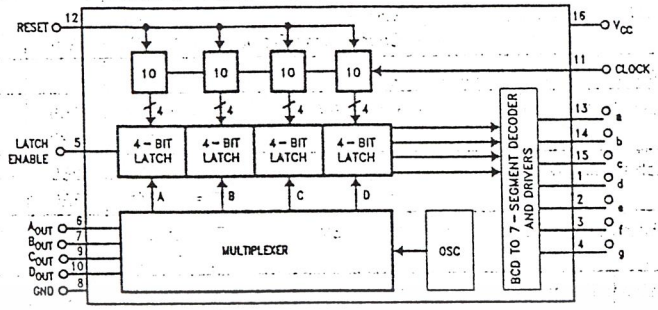 RESET 12
16 VCC
10 10 10 10
11 CLOCK
4 4 4 4
LATCH ENABLE 5
4-BIT LATCH
4-BIT LATCH
4-BIT LATCH
4-BIT LATCH
A B C D
MULTIPLEXER
OSC
BCD TO 7-SEGMENT DECODER AND DRIVERS
13 a
14 b
15 c
1 d
2 e
3 f
4 g
AOUT 6
BOUT 7
COUT 9
DOUT 10
GND 8